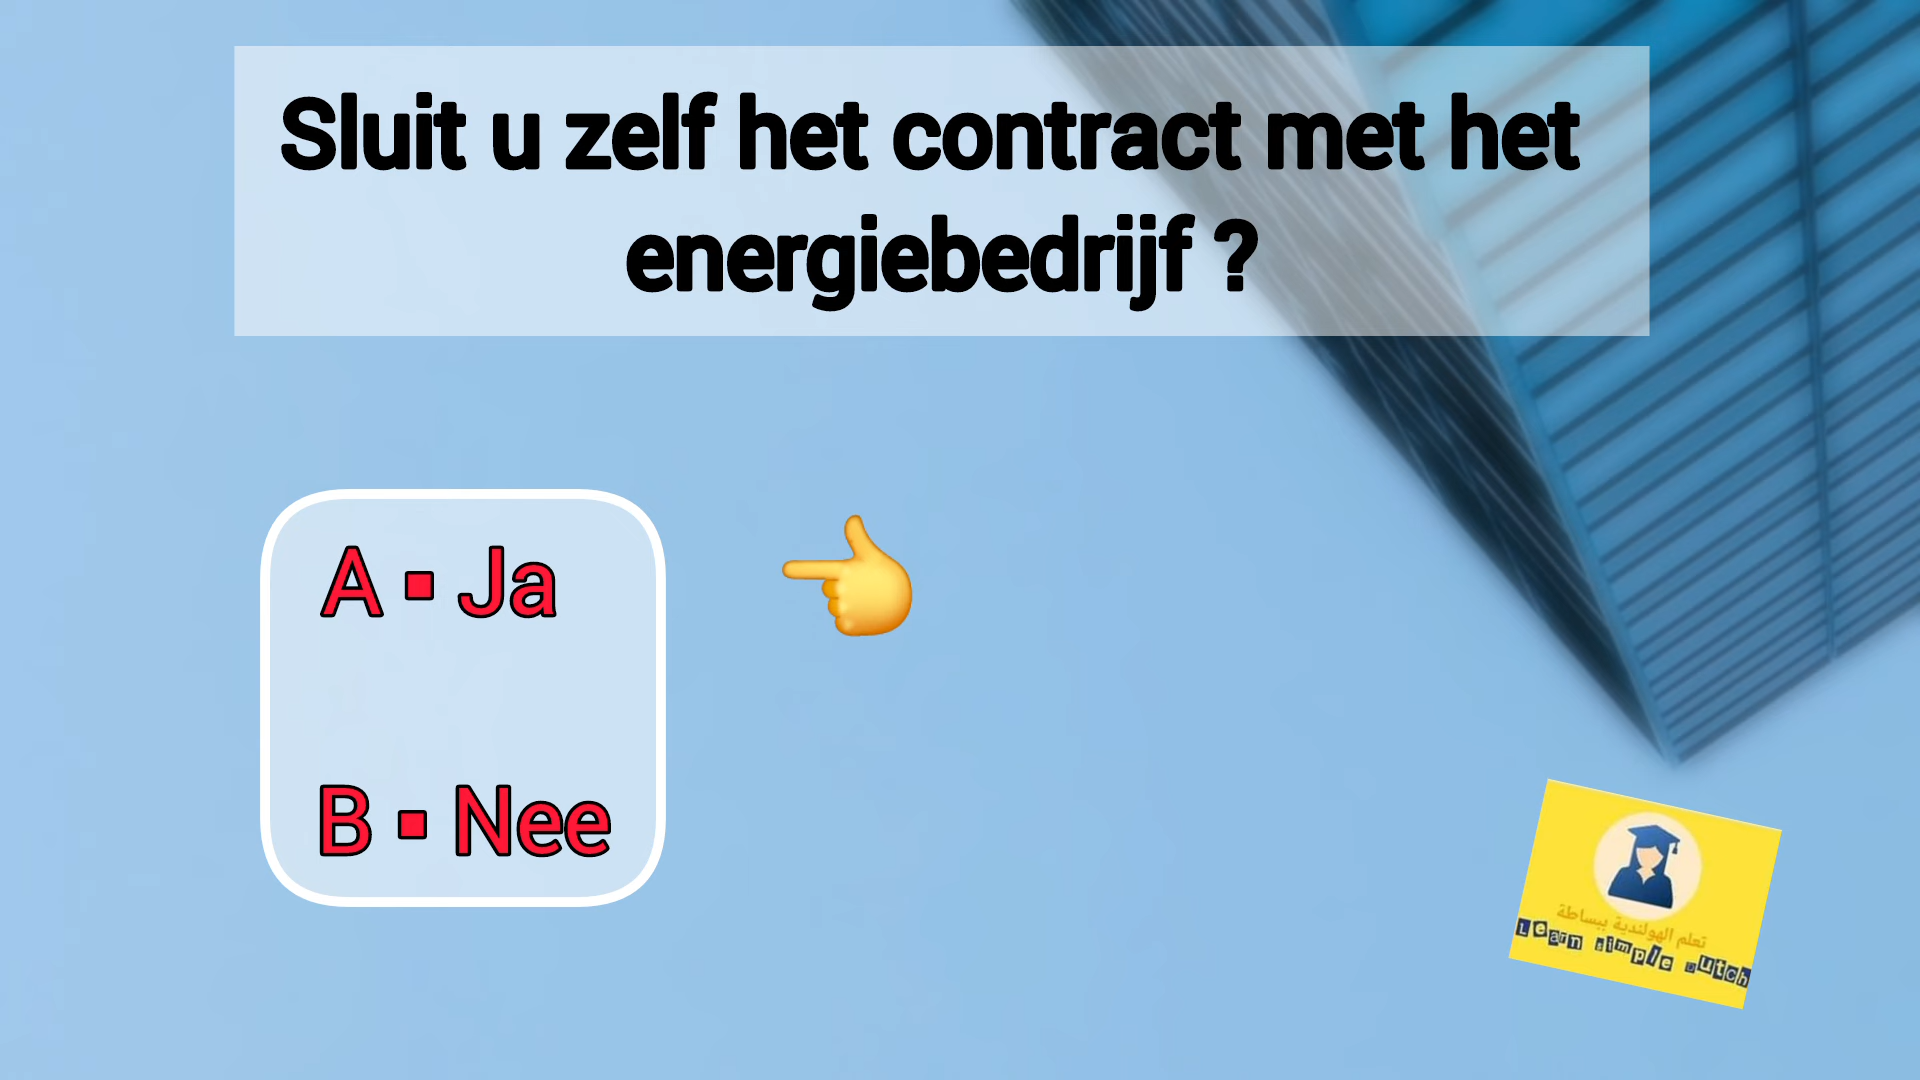 Sluit u zelf het contract met het
energiebedrijf ?
A ▪ Ja
B ▪ Nee
تعلم الهولندية ببساطة
Learn simple Dutch